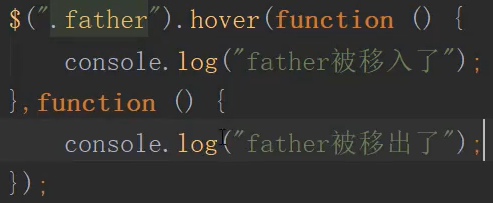 $(".father").hover(function () {
console.log("father被移入了");
},function () {
console.log("father被移出了");
});